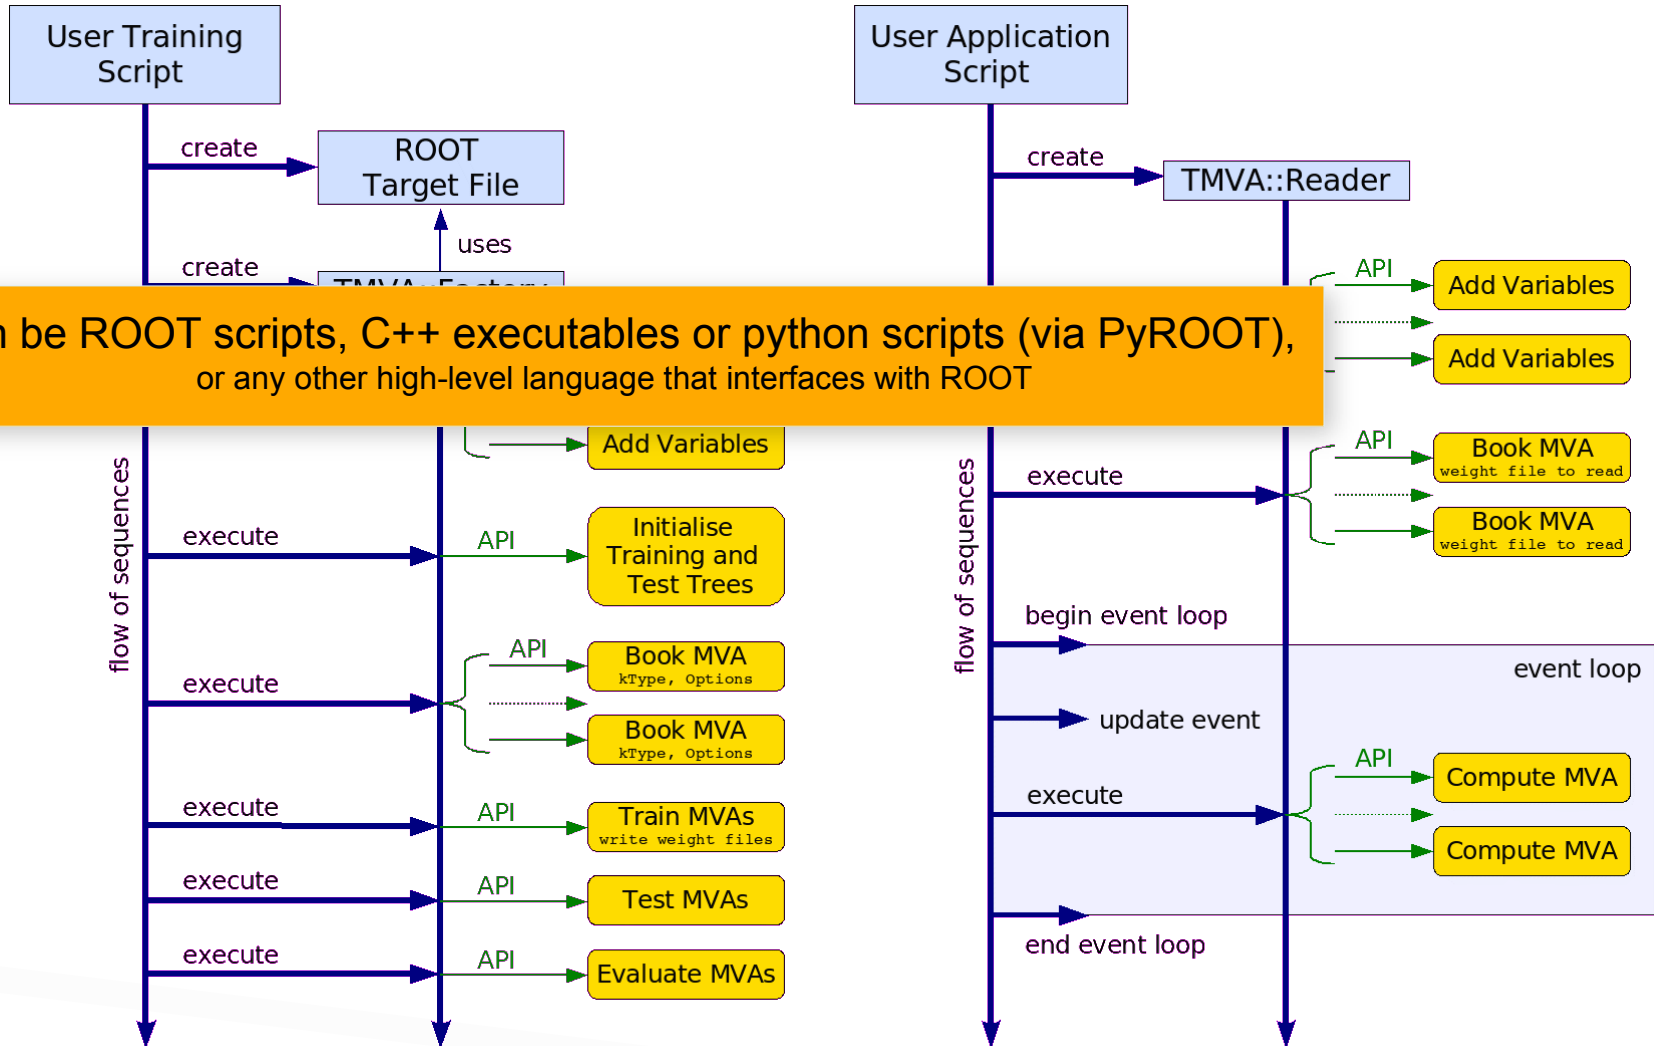 User Training
Script
create
ROOT
Target File
uses
create
TMVA::Factory
be ROOT scripts, C++ executables or python scripts (via PyROOT),
or any other high-level language that interfaces with ROOT
Add Variables
flow of sequences
execute
API
Initialise
Training and
Test Trees
execute
API
Book MVA
kType, Options
Book MVA
kType, Options
execute
API
Train MVAs
write weight files
execute
API
Test MVAs
execute
API
Evaluate MVAs
User Application
Script
create
TMVA::Reader
API
Add Variables
Add Variables
flow of sequences
execute
API
Book MVA
weight file to read
Book MVA
weight file to read
begin event loop
event loop
update event
execute
API
Compute MVA
Compute MVA
end event loop